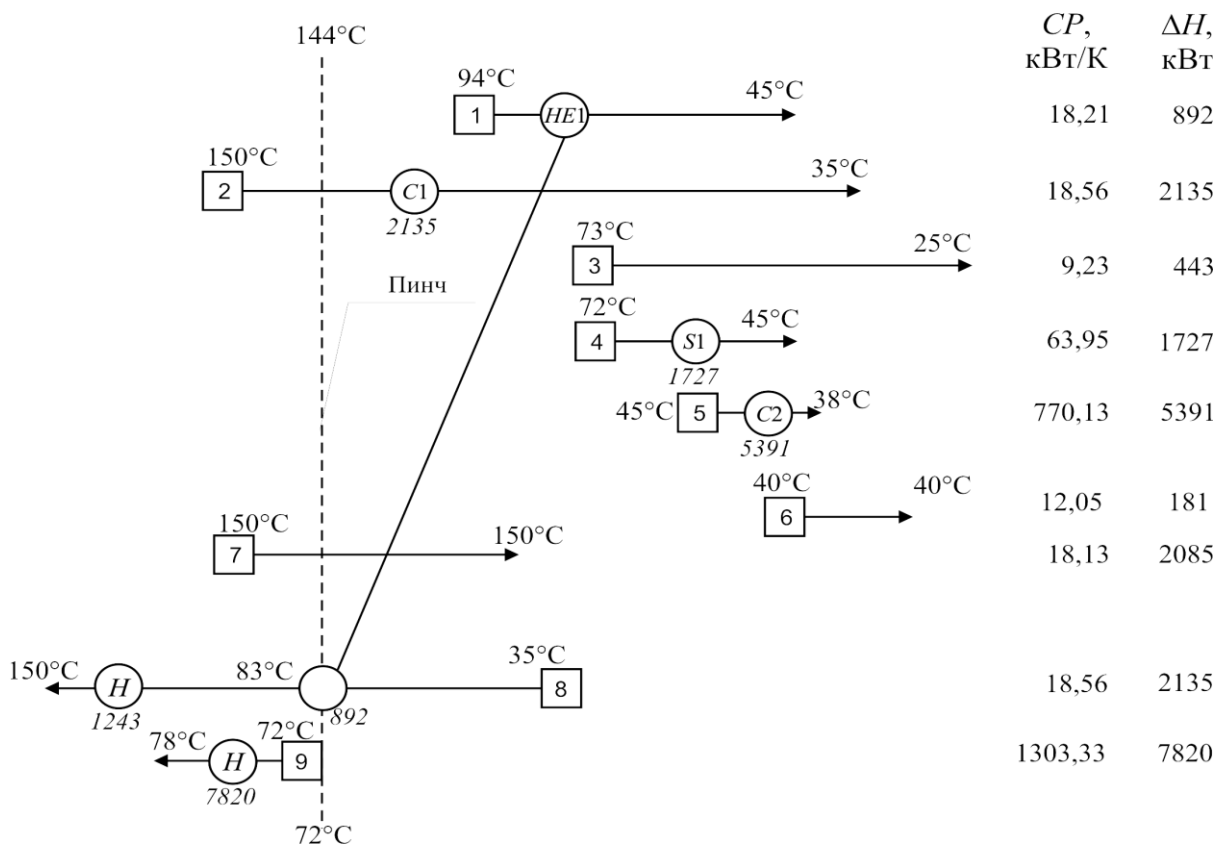 144°C
CP,
кВт/К
ΔH,
кВт
94°C
45°C
1
HE1
18,21
892
150°C
35°C
2
C1
2135
18,56
2135
73°C
25°C
3
9,23
443
Пинч
72°C
45°C
4
S1
1727
63,95
1727
45°C
5
C2
38°C
5391
770,13
5391
40°C
40°C
6
12,05
181
150°C
150°C
7
18,13
2085
150°C
H
1243
83°C
892
35°C
8
18,56
2135
78°C
H
7820
72°C
9
1303,33
7820
72°C